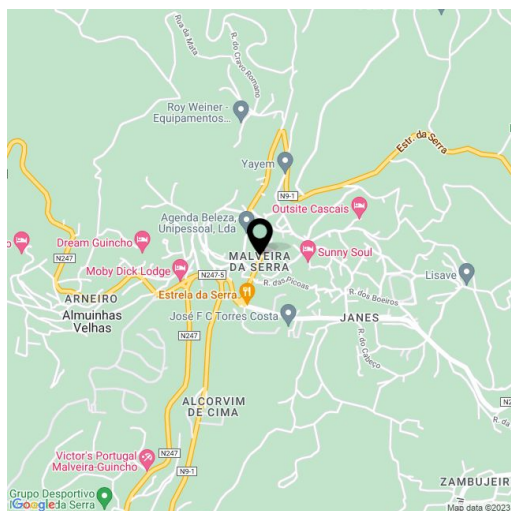 Rua da Mata
R. do Cravo Romano
Roy Weiner -
Equipamentos...
Estr. da Serra
Yayem
N9-1
Outsite Cascais
Agenda Beleza,
Unipessoal, Lda
N247
Dream Guincho
MALVEIRA
DA SERRA
Sunny Soul
N247
Moby Dick Lodge
N247-5
Lisave
R. das Picoas
ARNEIRO
Estrela da Serra
R. dos Boeiros
Almuinhas
Velhas
José F C Torres Costa
JANES
R. do Cabeço
ALCORVIM
DE CIMA
N247
Victor's Portugal
Malveira-Guincho
N9-1
ZAMBUJEIR
Grupo Desportivo
da Serra
Google
Map data ©2023